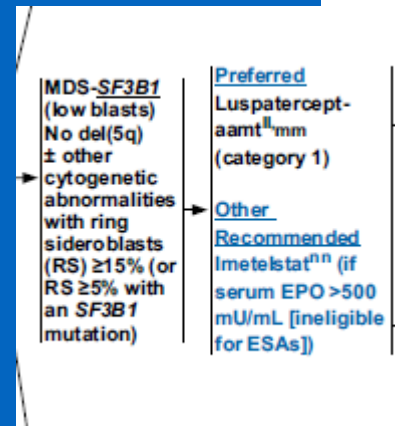 MDS-SF3B1
(low blasts)
No del(5q)
± other
cytogenetic
abnormalities
with ring
sideroblasts
(RS) ≥15% (or
RS ≥5% with
an SF3B1
mutation)
Preferred
Luspatercept-
aamtll,mm
(category 1)
Other
Recommended
Imetelstatnn (if
serum EPO >500
mU/mL [ineligible
for ESAs])